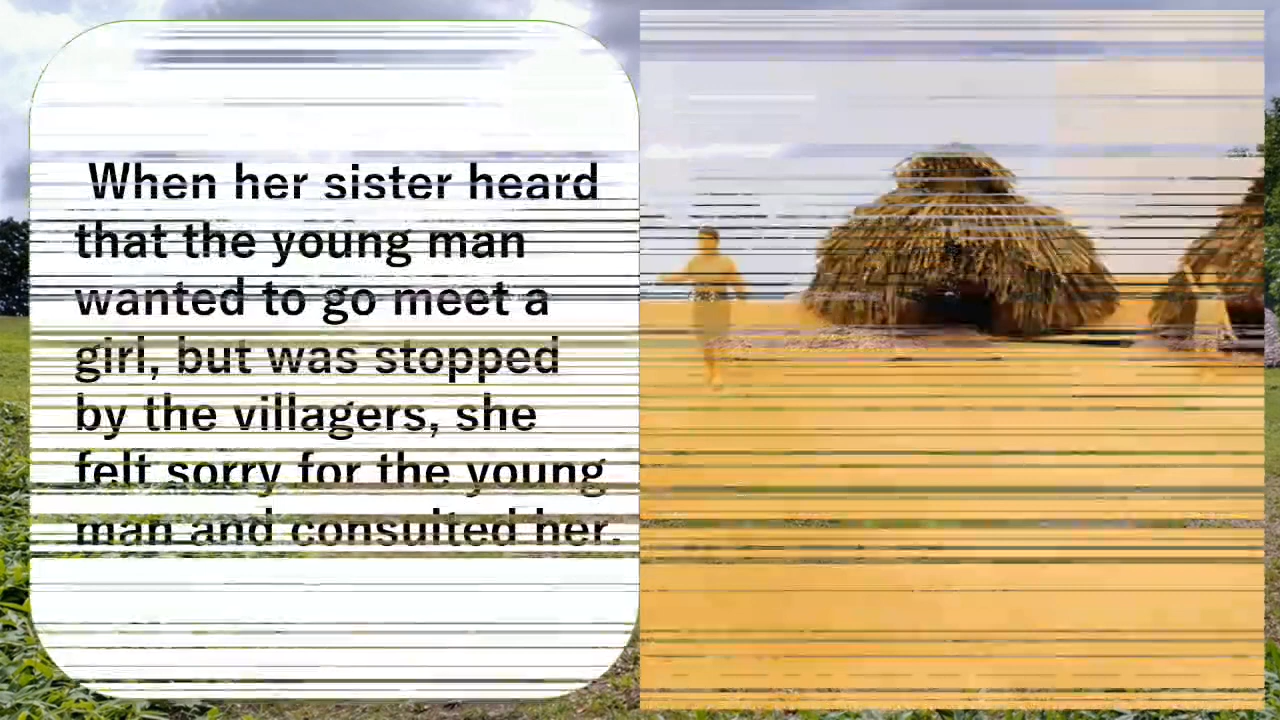 When her sister heard
that the young man
wanted to go meet a
girl, but was stopped
by the villagers, she
felt sorry for the young
man and consulted her.